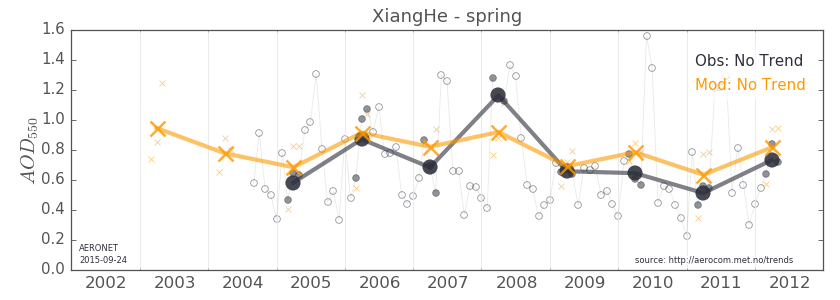 XiangHe - spring
1.6
1.4
1.2
1.0
0.8
0.6
0.4
0.2
0.0
AOD550
Obs: No Trend
Mod: No Trend
AERONET
2015-09-24
source: http://aerocom.met.no/trends
2002 2003 2004 2005 2006 2007 2008 2009 2010 2011 2012